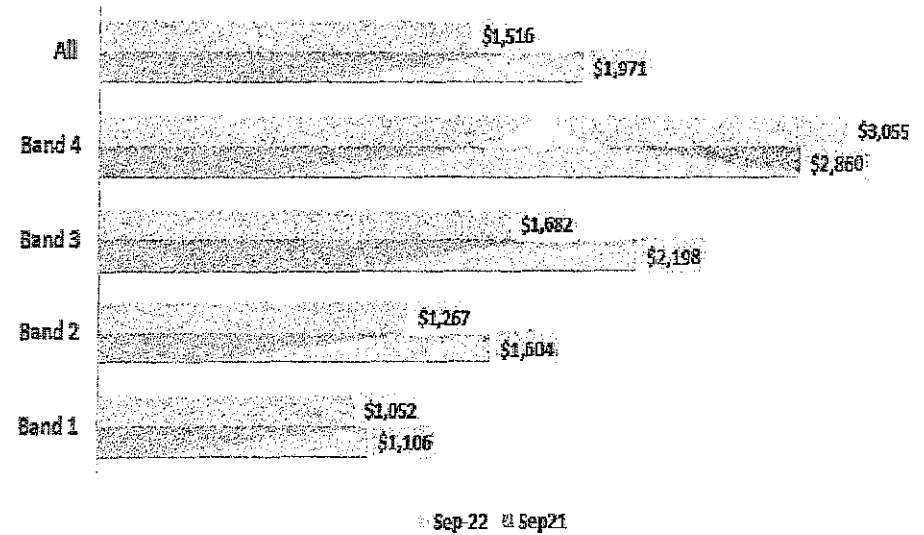 All
$1,516
$1,971
Band 4
$3,055
$2,860
Band 3
$1,682
$2,198
Band 2
$1,267
$1,604
Band 1
$1,052
$1,106
Sep-22 Sep21